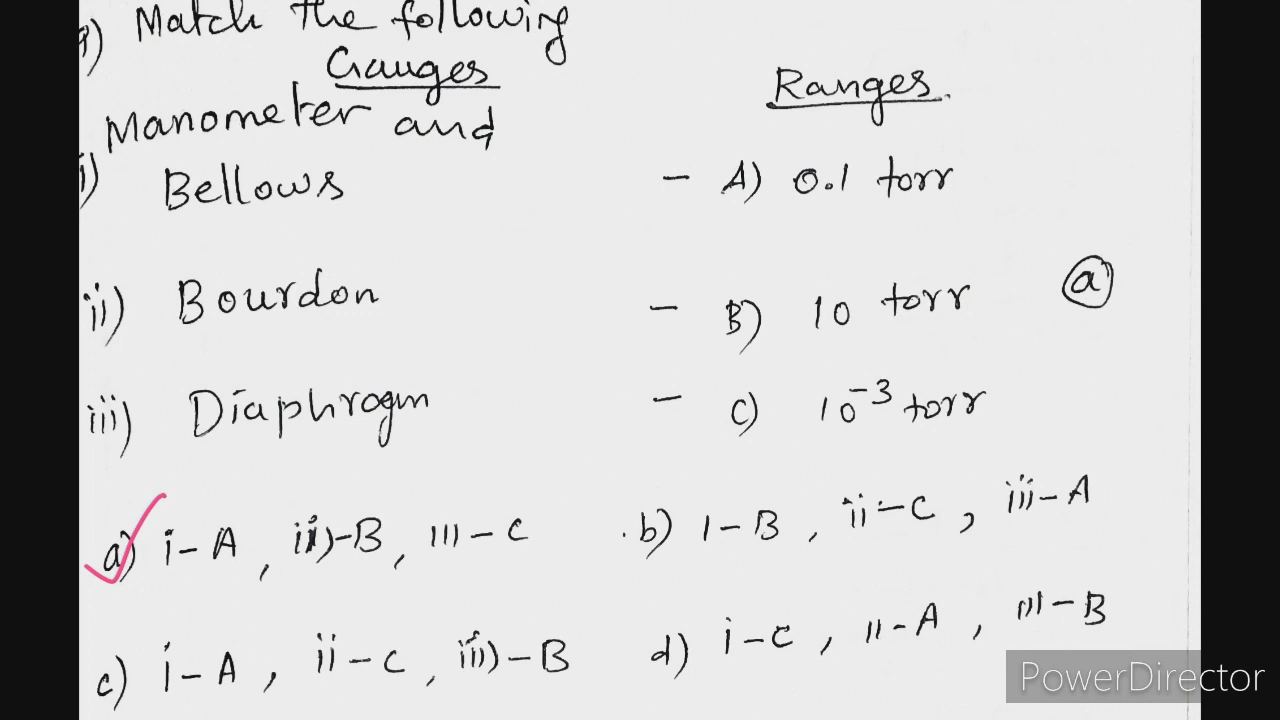 ) Match the following
Gauges
Ranges.
Manometer and
i) Bellows - A) 0.1 torr
ii) Bourdon - B) 10 torr (a)
iii) Diaphrogm - C) 10⁻³ torr
a) i-A, ii)-B, III-C .b) I-B, ii-C, iii-A
c) i-A, ii-C, iii)-B d) i-C, II-A, III-B
PowerDirector